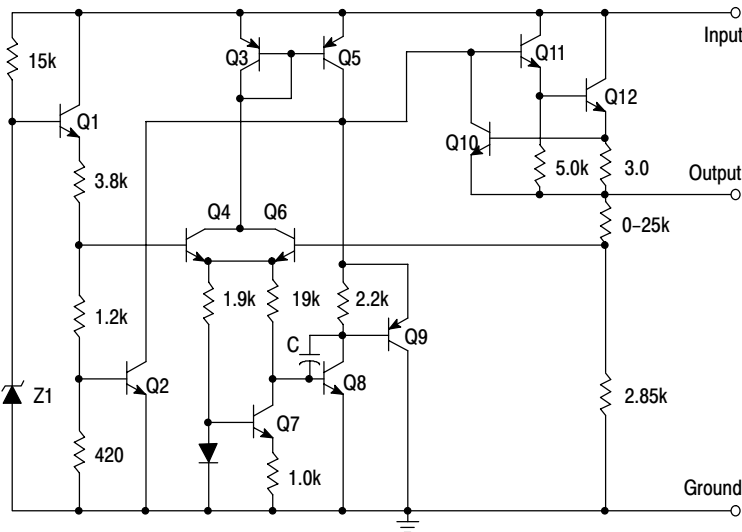 Input
15k
Q3
Q5
Q11
Q1
Q12
Q10
3.8k
5.0k
3.0
Output
Q4
Q6
0–25k
1.9k
19k
2.2k
1.2k
C
Q9
Z1
Q2
Q8
2.85k
Q7
420
1.0k
Ground